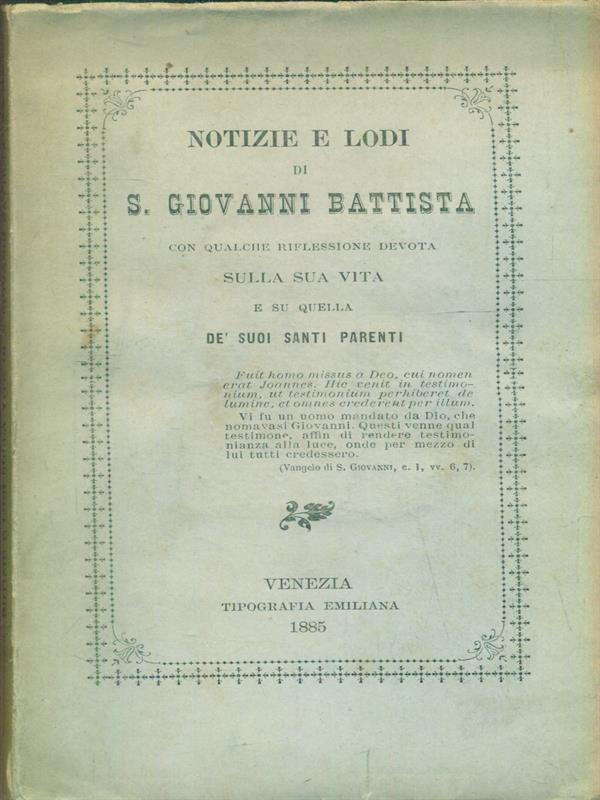 NOTIZIE E LODI
DI
S. GIOVANNI BATTISTA
CON QUALCHE RIFLESSIONE DEVOTA
SULLA SUA VITA
E SU QUELLA
DE' SUOI SANTI PARENTI
Fuit homo missus a Deo, cui nomen
erat Joannes. Hic venit in testimo-
nium, ut testimonium perhiberet de
lumine, et omnes crederent per illum.
Vi fu un uomo mandato da Dio, che
nomavasi Giovanni. Questi venne qual
testimone, affin di rendere testimo-
nianza alla luce, onde per mezzo di
lui tutti credessero.
(Vangelo di S. GIOVANNI, c. 1, vv. 6, 7).
VENEZIA
TIPOGRAFIA EMILIANA
1885